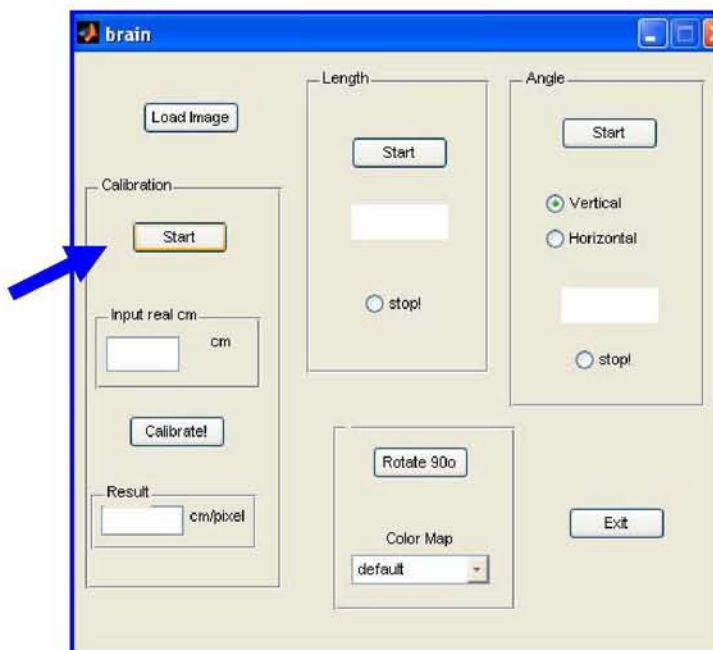 brain
Load Image
Calibration
Start
Input real cm
cm
Calibrate!
Result
cm/pixel
Length
Start
stop!
Angle
Start
Vertical
Horizontal
stop!
Rotate 90o
Color Map
default
Exit